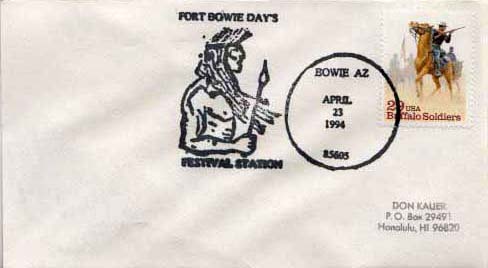 FORT BOWIE DAY'S
FESTIVAL STATION
BOWIE AZ
APRIL
23
1994
85605
29 USA
Buffalo Soldiers
DON KAUER
P. O. Box 29491
Honolulu, HI 96820